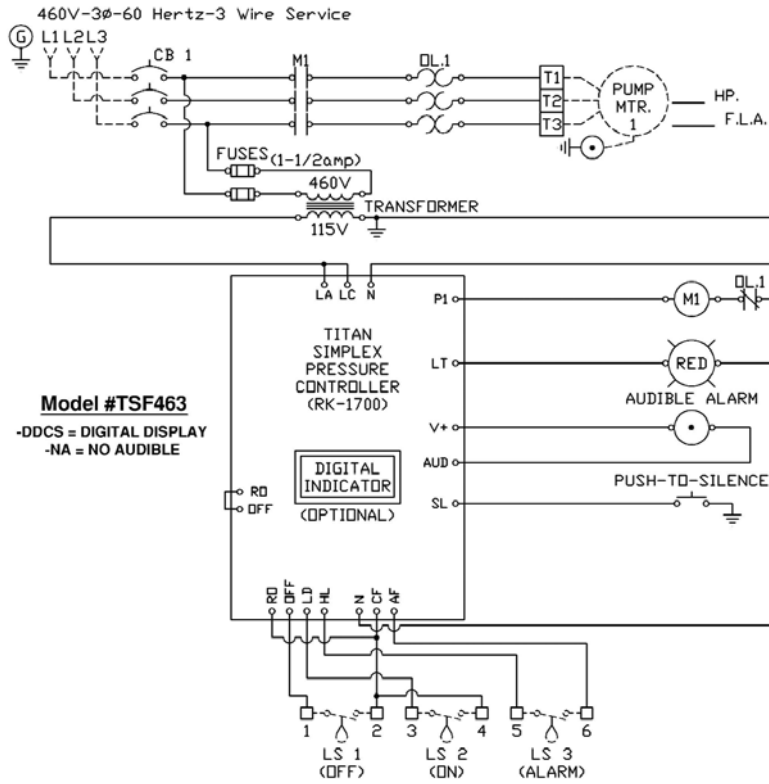 460V-3Ø-60 Hertz-3 Wire Service
G L1 L2 L3
CB 1
M1
OL.1
T1
T2
T3
PUMP
MTR.
1
HP.
F.L.A.
FUSES (1-1/2amp)
460V
TRANSFORMER
115V
LA LC N
P1
M1
OL.1
TITAN
SIMPLEX
PRESSURE
CONTROLLER
(RK-1700)
LT
RED
AUDIBLE ALARM
Model #TSF463
-DDCS = DIGITAL DISPLAY
-NA = NO AUDIBLE
V+
AUD
DIGITAL
INDICATOR
(OPTIONAL)
PUSH-TO-SILENCE
SL
RO
OFF
RO OFF LD HL N CF AF
1 2 3 4 5 6
LS 1 LS 2 LS 3
(OFF) (ON) (ALARM)